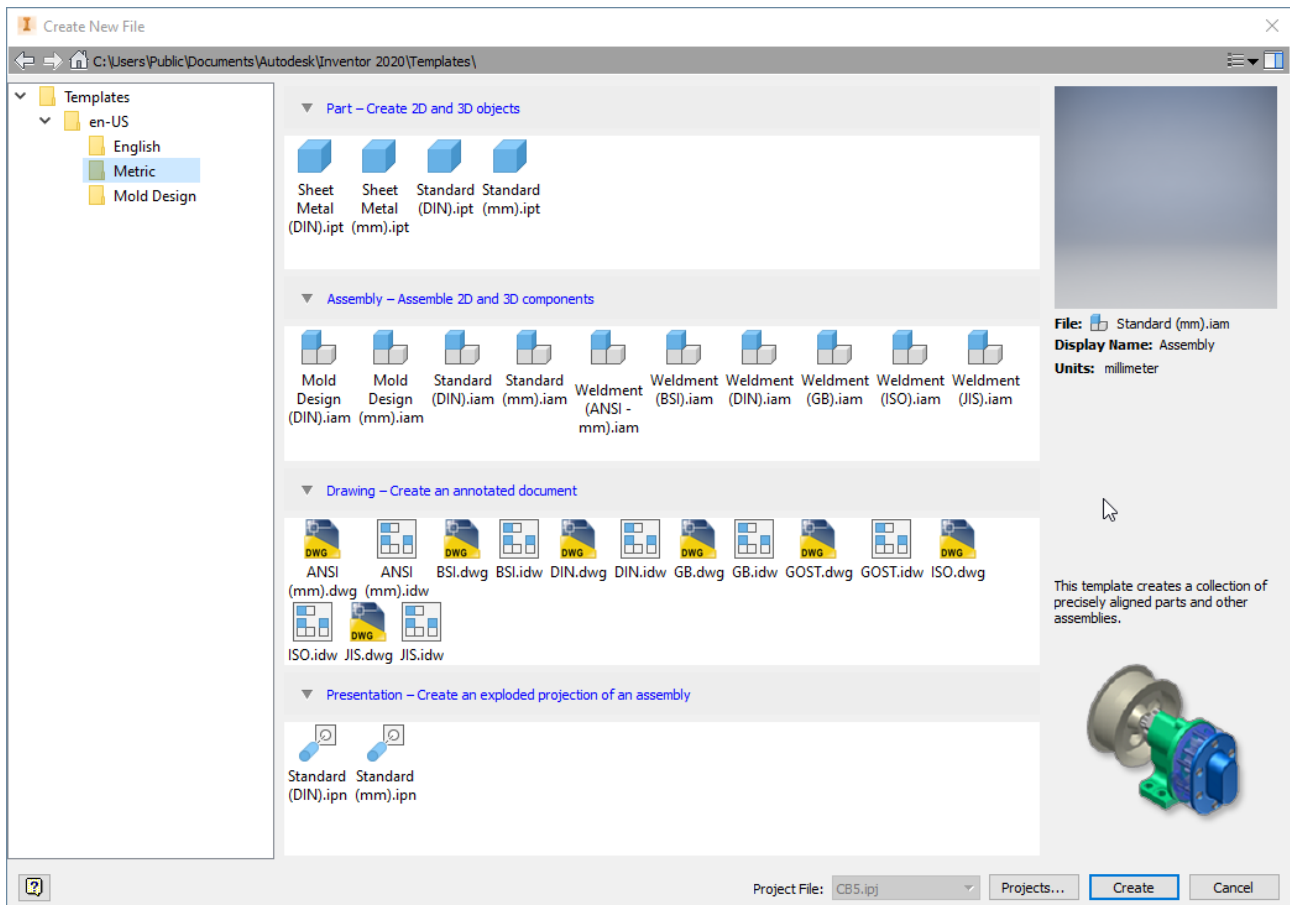 Create New File
C:\Users\Public\Documents\Autodesk\Inventor 2020\Templates\
Templates
en-US
English
Metric
Mold Design
Part – Create 2D and 3D objects
Sheet Metal (DIN).ipt
Sheet Metal (mm).ipt
Standard (DIN).ipt
Standard (mm).ipt
Assembly – Assemble 2D and 3D components
Mold Design (DIN).iam
Mold Design (mm).iam
Standard (DIN).iam
Standard (mm).iam
Weldment (ANSI - mm).iam
Weldment (BSI).iam
Weldment (DIN).iam
Weldment (GB).iam
Weldment (ISO).iam
Weldment (JIS).iam
Drawing – Create an annotated document
DWG
ANSI (mm).dwg
ANSI (mm).idw
DWG
BSI.dwg
BSI.idw
DWG
DIN.dwg
DIN.idw
DWG
GB.dwg
GB.idw
DWG
GOST.dwg
GOST.idw
DWG
ISO.dwg
ISO.idw
DWG
JIS.dwg
JIS.idw
Presentation – Create an exploded projection of an assembly
Standard (DIN).ipn
Standard (mm).ipn
File: Standard (mm).iam
Display Name: Assembly
Units: millimeter
This template creates a collection of
precisely aligned parts and other
assemblies.
Project File: CB5.ipj
Projects...
Create
Cancel